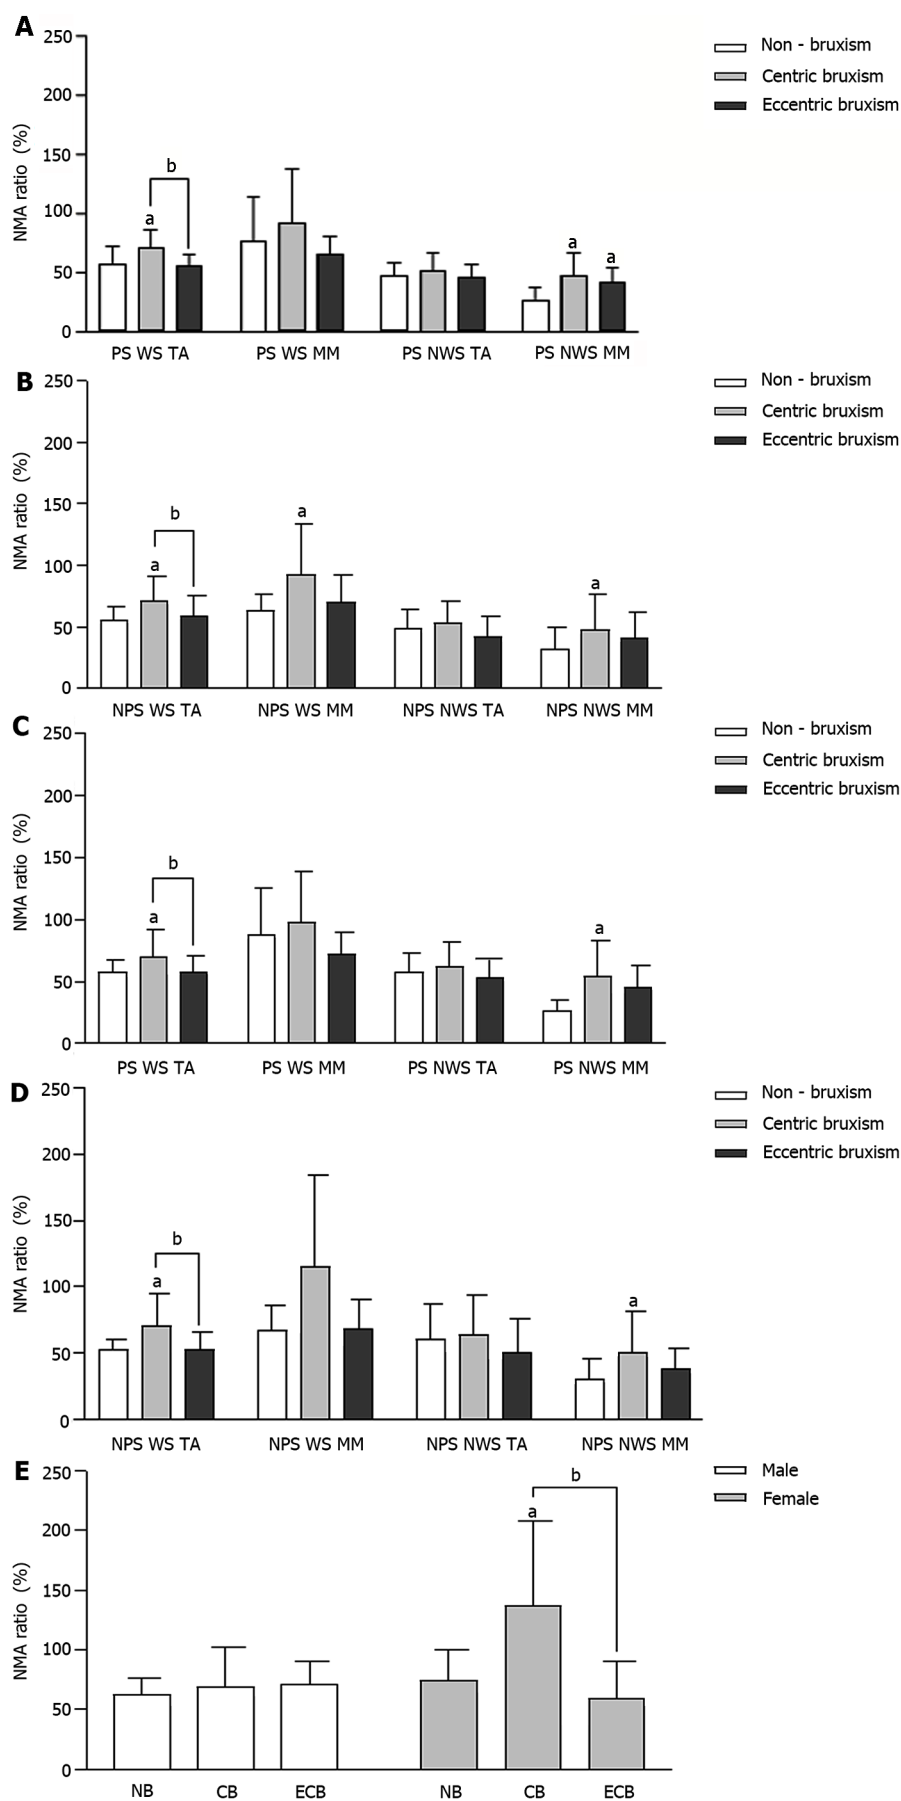 A
250
200
150
100
50
0
NMA ratio (%)
b
a
a
a
PS WS TA
PS WS MM
PS NWS TA
PS NWS MM
Non - bruxism
Centric bruxism
Eccentric bruxism
B
250
200
150
100
50
0
NMA ratio (%)
b
a
a
a
NPS WS TA
NPS WS MM
NPS NWS TA
NPS NWS MM
Non - bruxism
Centric bruxism
Eccentric bruxism
C
250
200
150
100
50
0
NMA ratio (%)
b
a
a
PS WS TA
PS WS MM
PS NWS TA
PS NWS MM
Non - bruxism
Centric bruxism
Eccentric bruxism
D
250
200
150
100
50
0
NMA ratio (%)
b
a
a
NPS WS TA
NPS WS MM
NPS NWS TA
NPS NWS MM
Non - bruxism
Centric bruxism
Eccentric bruxism
E
250
200
150
100
50
0
NMA ratio (%)
b
a
NB
CB
ECB
NB
CB
ECB
Male
Female